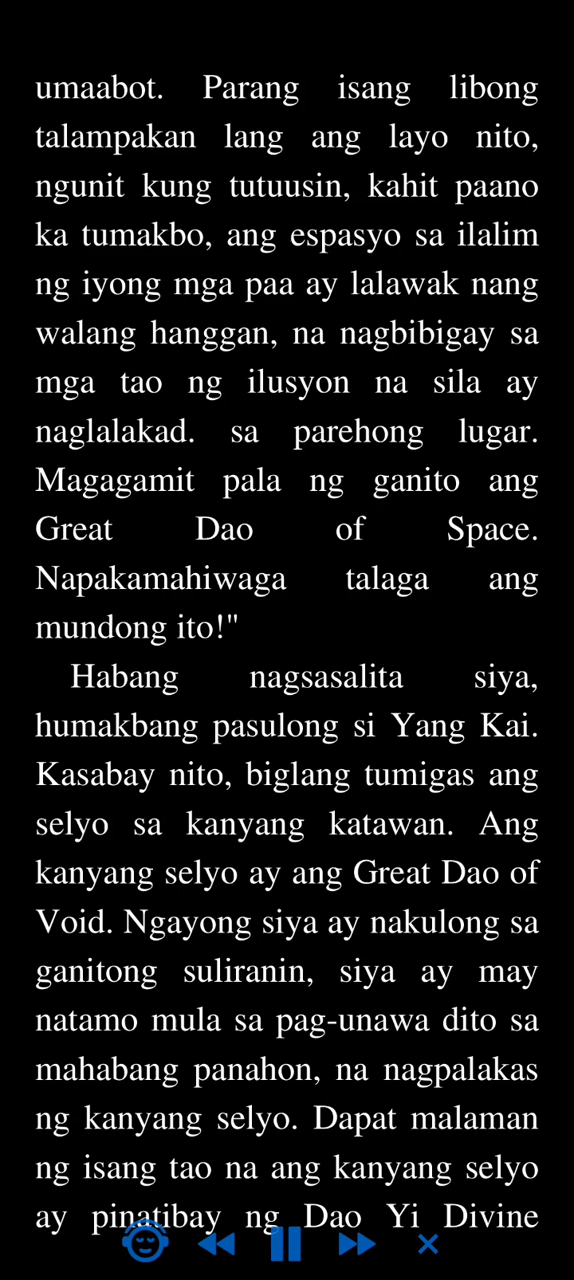 umaabot. Parang isang libong
talampakan lang ang layo nito,
ngunit kung tutuusin, kahit paano
ka tumakbo, ang espasyo sa ilalim
ng iyong mga paa ay lalawak nang
walang hanggan, na nagbibigay sa
mga tao ng ilusyon na sila ay
naglalakad. sa parehong lugar.
Magagamit pala ng ganito ang
Great Dao of Space.
Napakamahiwaga talaga ang
mundong ito!"
Habang nagsasalita siya,
humakbang pasulong si Yang Kai.
Kasabay nito, biglang tumigas ang
selyo sa kanyang katawan. Ang
kanyang selyo ay ang Great Dao of
Void. Ngayong siya ay nakulong sa
ganitong suliranin, siya ay may
natamo mula sa pag-unawa dito sa
mahabang panahon, na nagpalakas
ng kanyang selyo. Dapat malaman
ng isang tao na ang kanyang selyo
ay pinatibay ng Dao Yi Divine